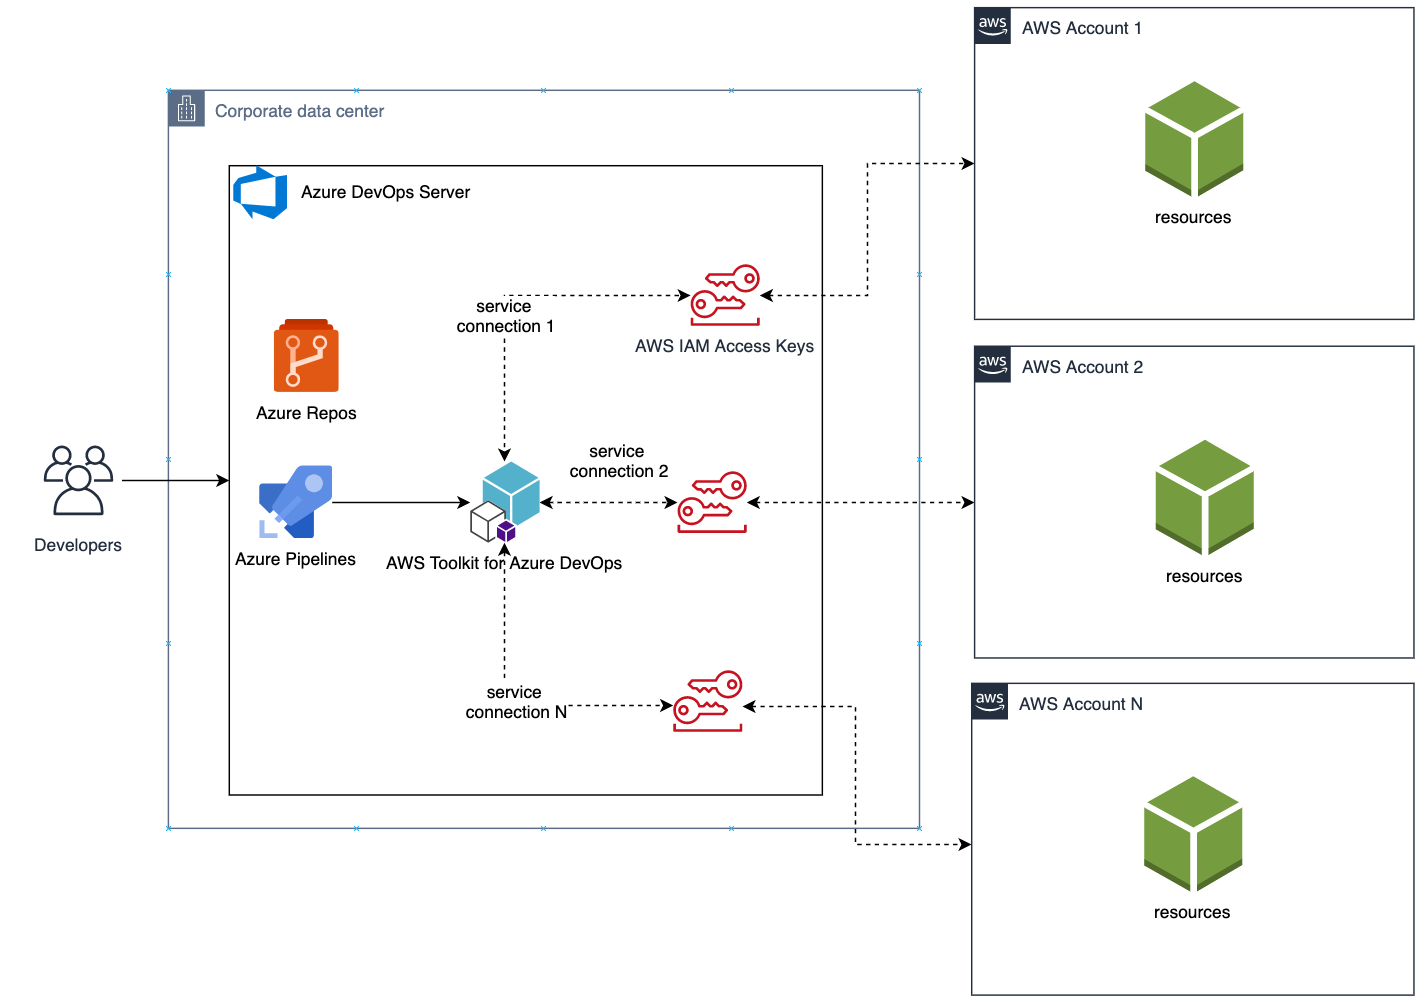 aws
AWS Account 1
resources
Corporate data center
Azure DevOps Server
service
connection 1
AWS IAM Access Keys
aws
AWS Account 2
resources
Azure Repos
service
connection 2
Developers
Azure Pipelines
AWS Toolkit for Azure DevOps
service
connection N
aws
AWS Account N
resources